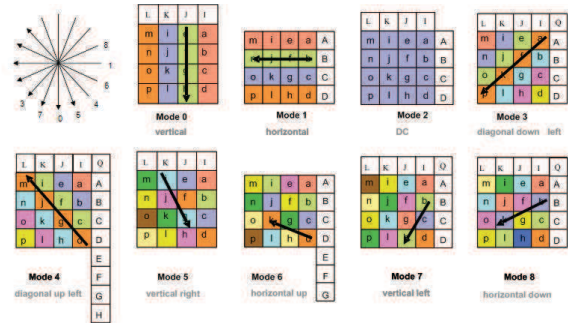 8
1
6
4
5
0
7
3
L K J I
m i a
n j b
o k c
p l d
Mode 0
vertical
L K J I
m i e a A
B
o k g c C
p l h d D
Mode 1
horizontal
L K J I
m i e a A
n j f b B
o k g c C
p l h d D
Mode 2
DC
L K J I Q
m i e a A
n j f b B
o k g c C
p l h d D
Mode 3
diagonal down left
L K J I Q
m i e a A
n j f b B
o k g c C
p l h d D
E
F
G
H
Mode 4
diagonal up left
L K J I
m i e a
n j f b
o k g c
p l h d
Mode 5
vertical right
m i e a A
n j f b B
o k g c C
p l h d D
F
G
Mode 6
horizontal up
L K J I Q
m i e a A
n j f b B
o k g c C
p l h d D
Mode 7
vertical left
L K J I Q
m i e a A
n j f b B
o k g c C
p l h d D
Mode 8
horizontal down